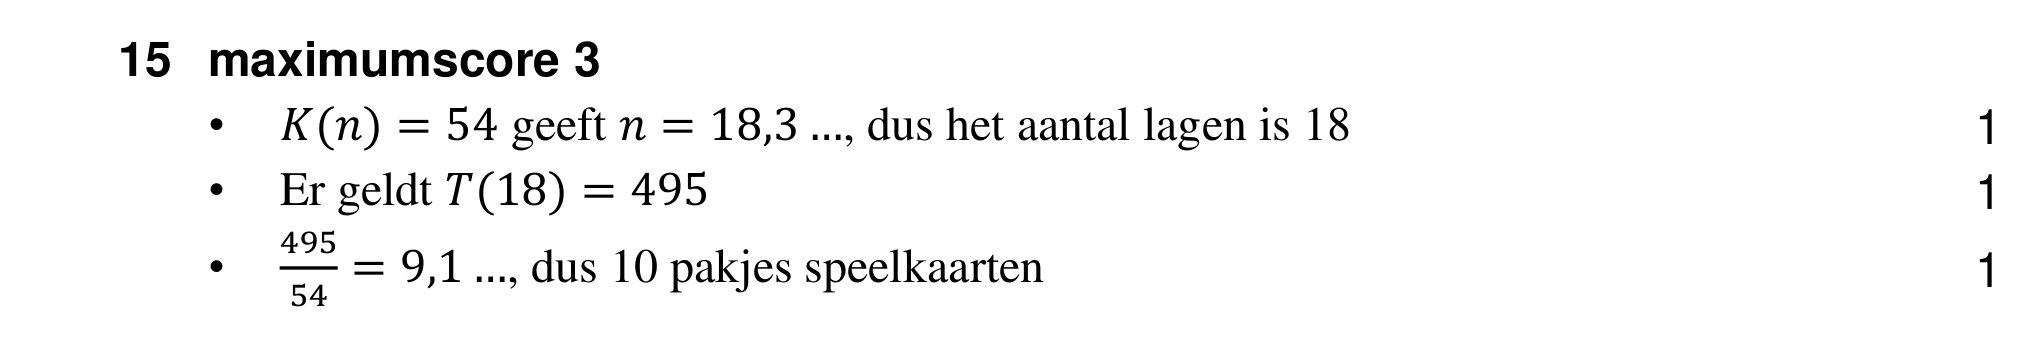 15 maximumscore 3
• K(n) = 54 geeft n = 18,3 ..., dus het aantal lagen is 18 1
• Er geldt T(18) = 495 1
• 495/54 = 9,1 ..., dus 10 pakjes speelkaarten 1